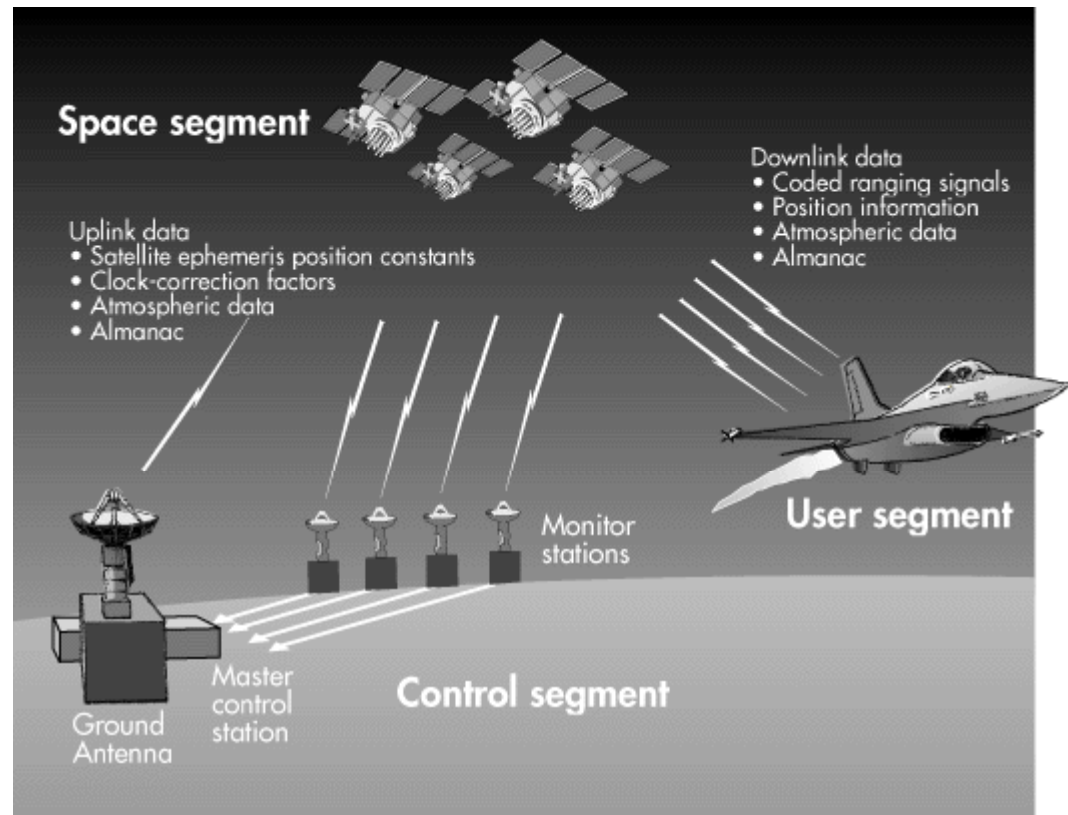 Space segment
Downlink data
• Coded ranging signals
• Position information
• Atmospheric data
• Almanac
Uplink data
• Satellite ephemeris position constants
• Clock-correction factors
• Atmospheric data
• Almanac
User segment
Monitor
stations
Master
control
station
Control segment
Ground
Antenna